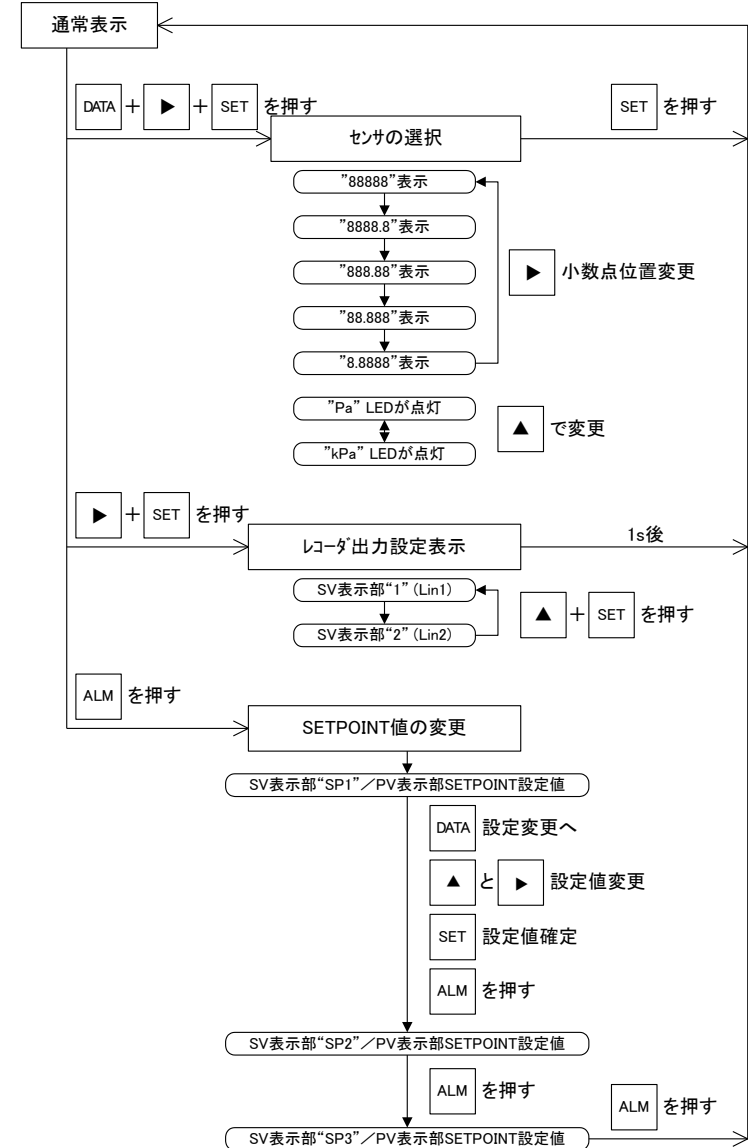 通常表示
DATA + ▶ + SET を押す
SET を押す
センサの選択
"88888"表示
"8888.8"表示
"888.88"表示
▶ 小数点位置変更
"88.888"表示
"8.8888"表示
"Pa" LEDが点灯
▲ で変更
"kPa" LEDが点灯
▶ + SET を押す
レコーダ出力設定表示
1s後
SV表示部“1” (Lin1)
▲ + SET を押す
SV表示部“2” (Lin2)
ALM を押す
SETPOINT値の変更
SV表示部“SP1”/PV表示部SETPOINT設定値
DATA 設定変更へ
▲ と ▶ 設定値変更
SET 設定値確定
ALM を押す
SV表示部“SP2”/PV表示部SETPOINT設定値
ALM を押す
ALM を押す
SV表示部“SP3”/PV表示部SETPOINT設定値